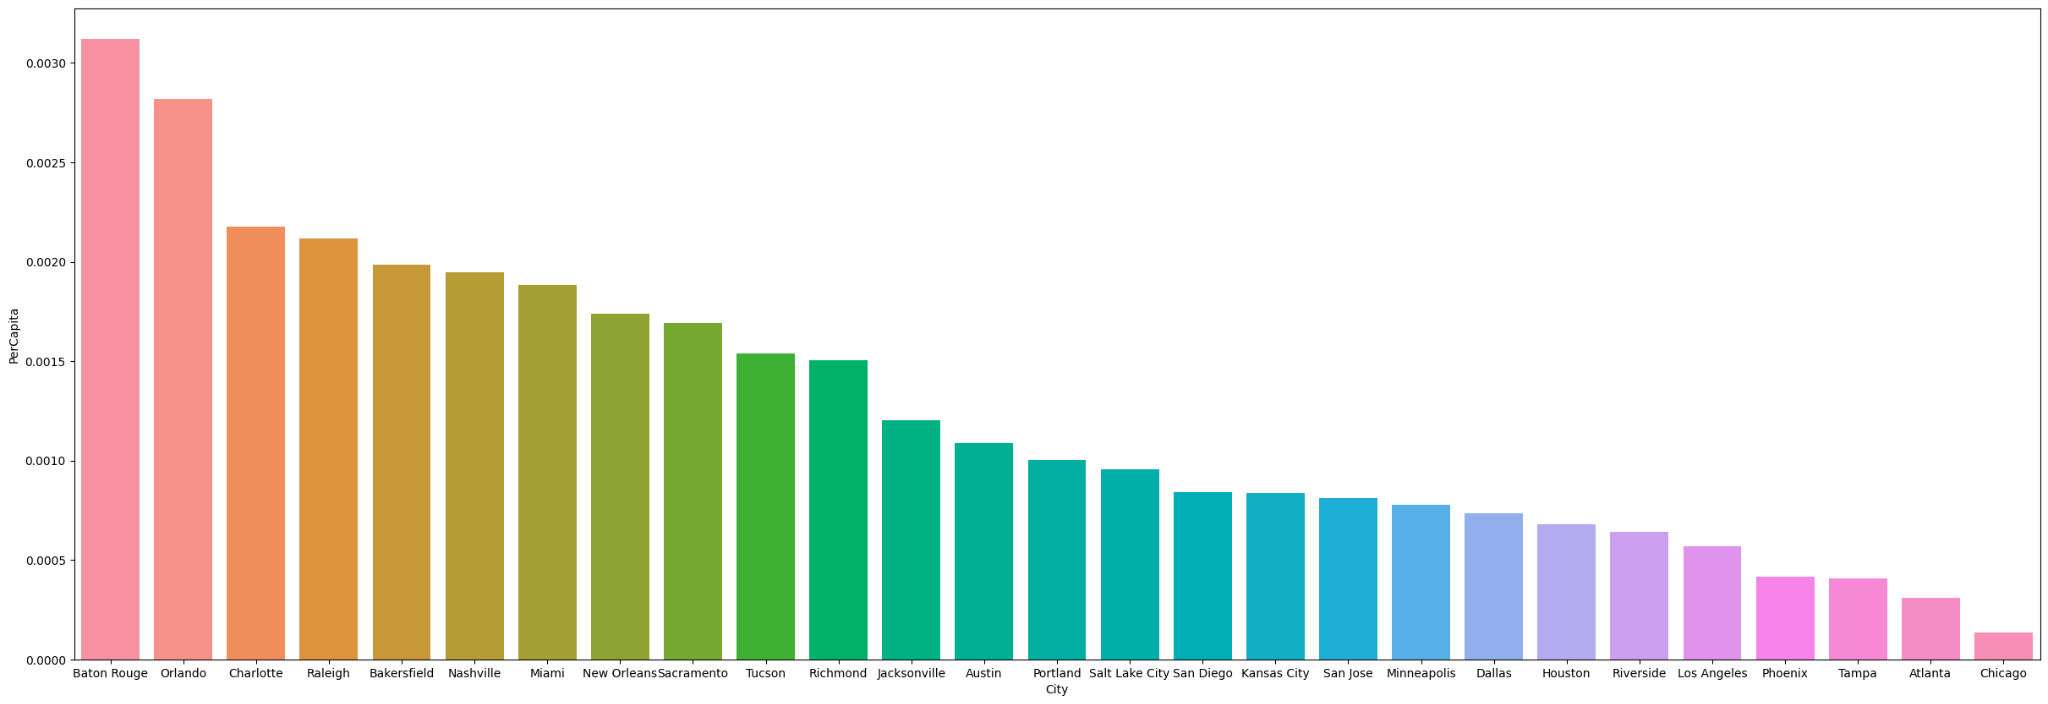 0.0030
0.0025
0.0020
0.0015
0.0010
0.0005
0.0000
PerCapita
Baton Rouge Orlando Charlotte Raleigh Bakersfield Nashville Miami New Orleans Sacramento Tucson Richmond Jacksonville Austin Portland Salt Lake City San Diego Kansas City San Jose Minneapolis Dallas Houston Riverside Los Angeles Phoenix Tampa Atlanta Chicago
City